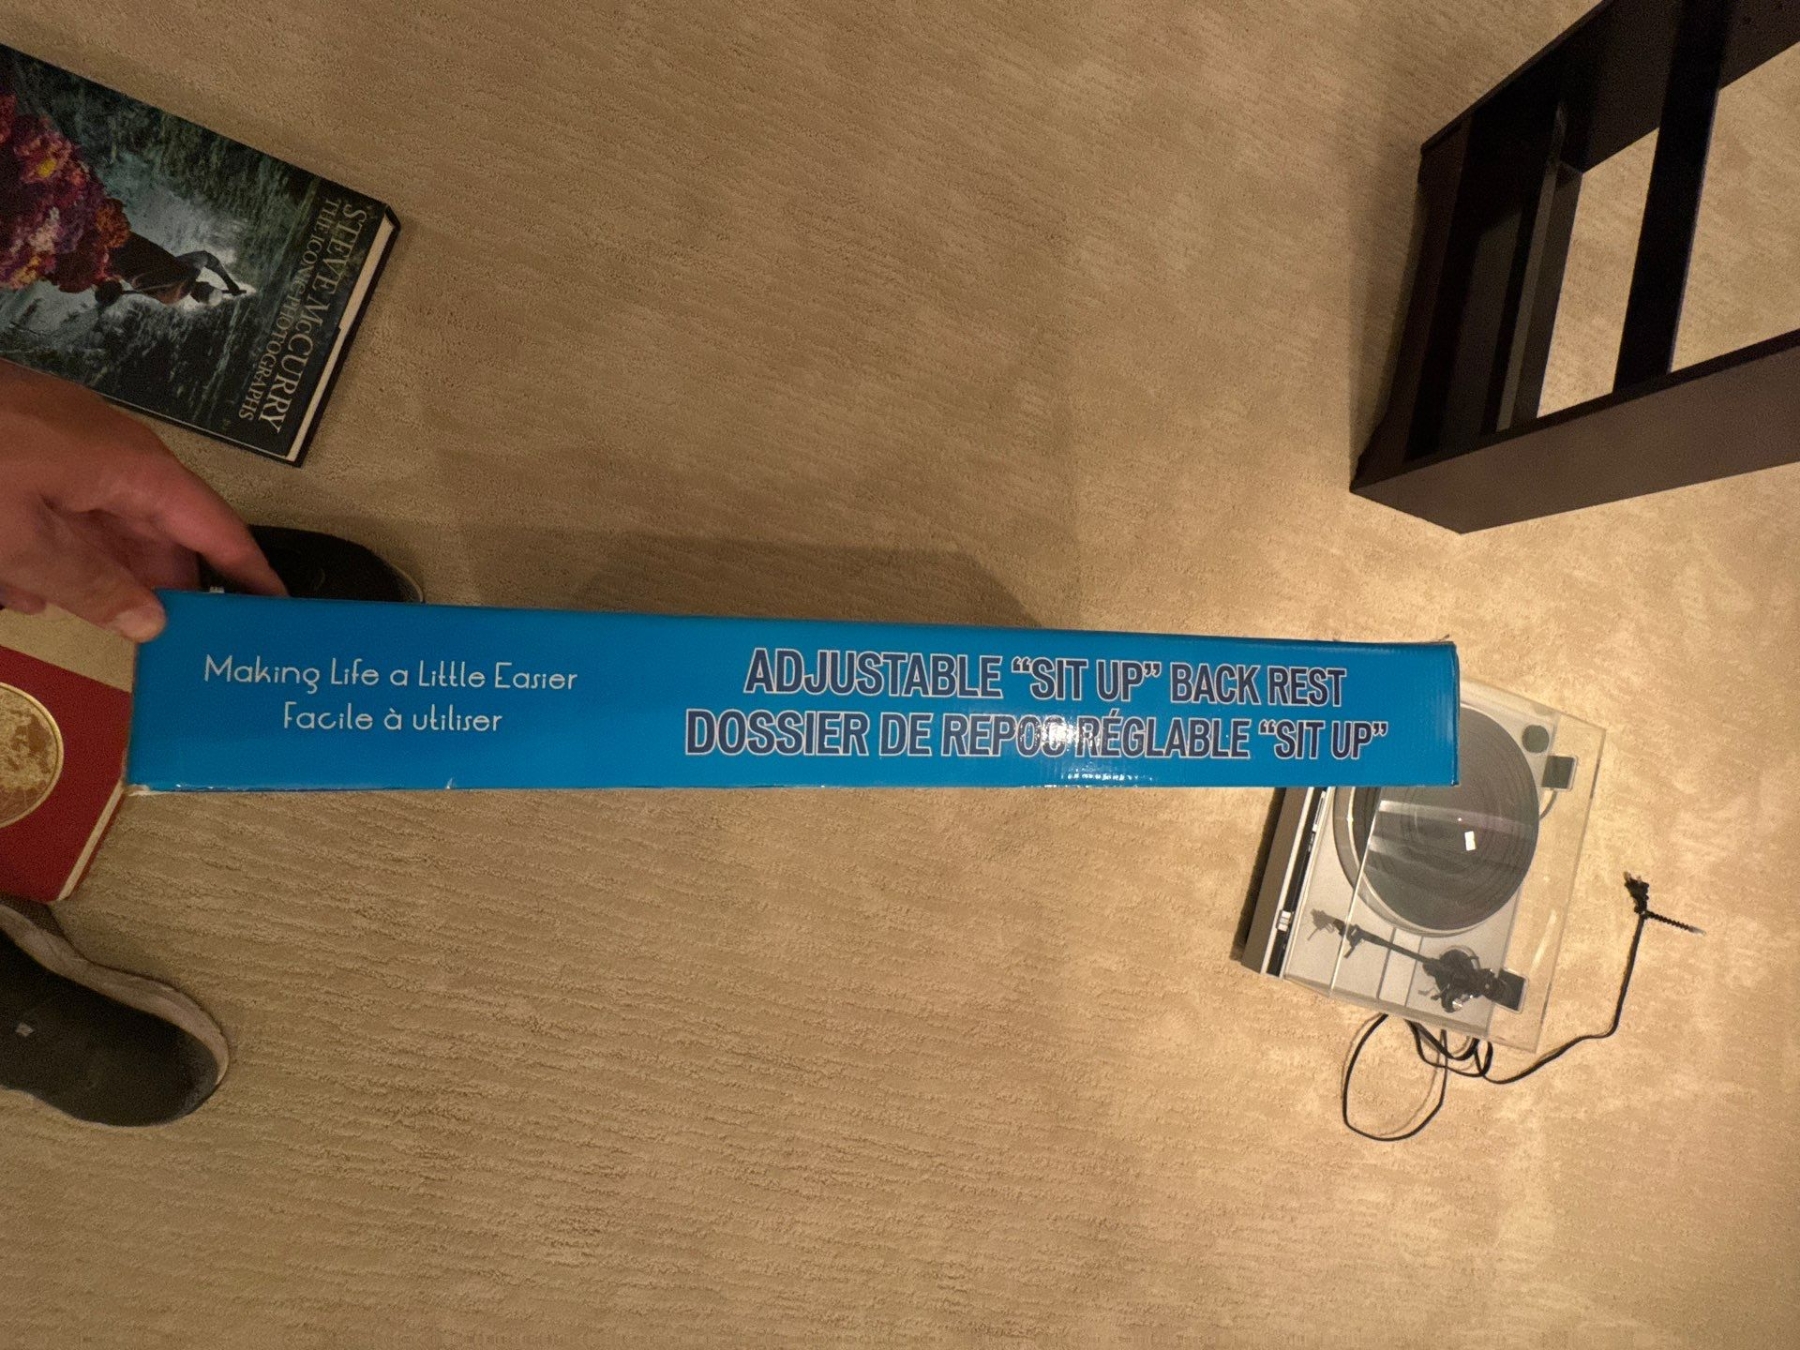 STEVE McCURRY
THE ICONIC PHOTOGRAPHS
Making Life a Little Easier
Facile à utiliser
ADJUSTABLE “SIT UP” BACK REST
DOSSIER DE REPOS RÉGLABLE “SIT UP”